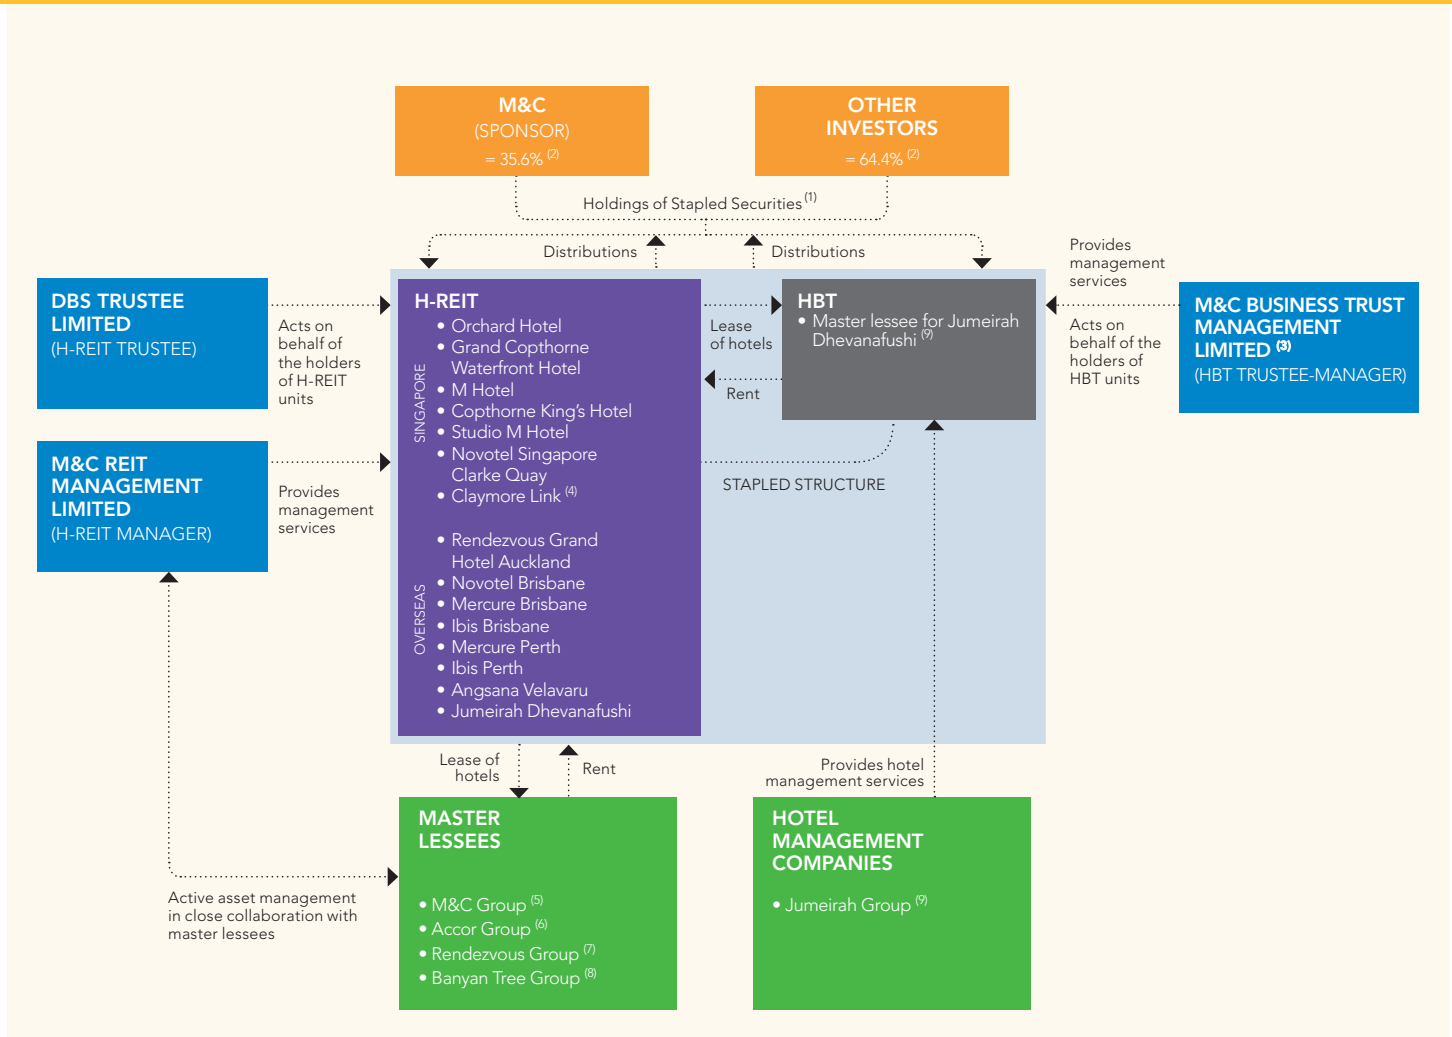 M&C
(SPONSOR)
= 35.6% (2)
OTHER
INVESTORS
= 64.4% (2)
Holdings of Stapled Securities (1)
Distributions
Distributions
DBS TRUSTEE
LIMITED
(H-REIT TRUSTEE)
Acts on
behalf of
the holders
of H-REIT
units
M&C REIT
MANAGEMENT
LIMITED
(H-REIT MANAGER)
Provides
management
services
H-REIT
SINGAPORE
• Orchard Hotel
• Grand Copthorne
Waterfront Hotel
• M Hotel
• Copthorne King's Hotel
• Studio M Hotel
• Novotel Singapore
Clarke Quay
• Claymore Link (4)
OVERSEAS
• Rendezvous Grand
Hotel Auckland
• Novotel Brisbane
• Mercure Brisbane
• Ibis Brisbane
• Mercure Perth
• Ibis Perth
• Angsana Velavaru
• Jumeirah Dhevanafushi
Lease
of hotels
Rent
HBT
• Master lessee for Jumeirah
Dhevanafushi (9)
STAPLED STRUCTURE
Provides
management
services
Acts on
behalf of the
holders of
HBT units
M&C BUSINESS TRUST
MANAGEMENT
LIMITED (3)
(HBT TRUSTEE-MANAGER)
Lease of
hotels
Rent
Provides hotel
management services
Active asset management
in close collaboration with
master lessees
MASTER
LESSEES
• M&C Group (5)
• Accor Group (6)
• Rendezvous Group (7)
• Banyan Tree Group (8)
HOTEL
MANAGEMENT
COMPANIES
• Jumeirah Group (9)